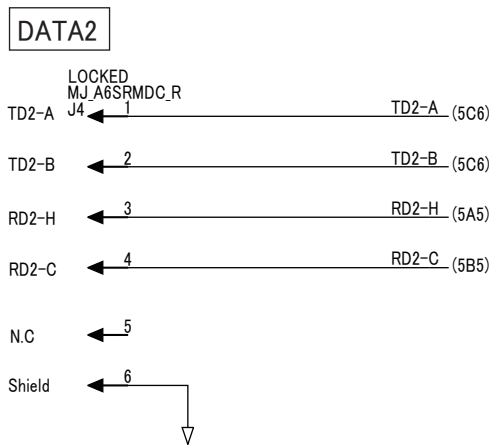 DATA2
LOCKED
MJ_A6SRMDC_R
TD2-A J4 1 TD2-A (5C6)
TD2-B 2 TD2-B (5C6)
RD2-H 3 RD2-H (5A5)
RD2-C 4 RD2-C (5B5)
N.C 5
Shield 6